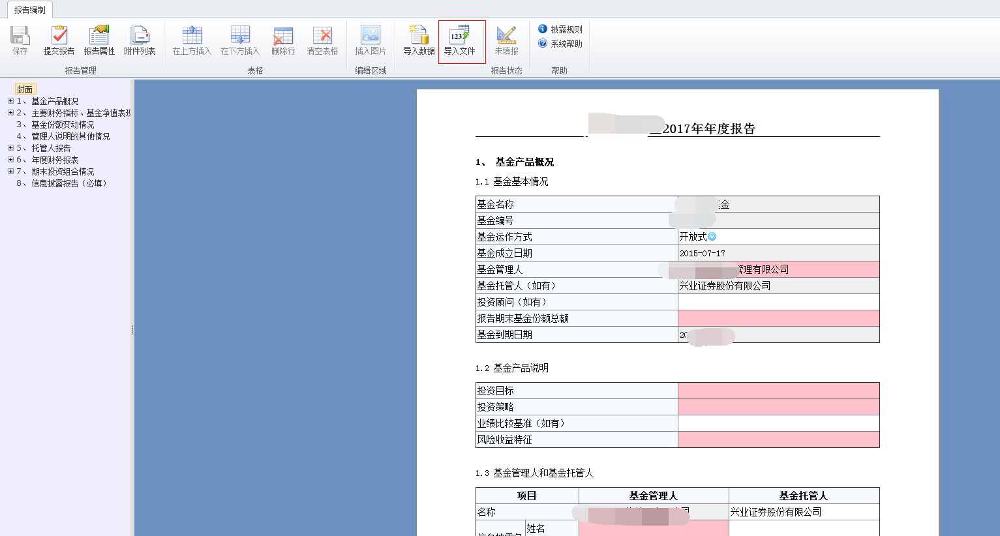 报告编制
保存
提交报告
报告属性
附件列表
在上方插入
在下方插入
删除行
清空表格
插入图片
导入数据
123
导入文件
未填报
披露规则
系统帮助
报告管理
表格
编辑区域
报告状态
帮助
封面
1、 基金产品概况
2、 主要财务指标、基金净值表现
3、 基金份额变动情况
4、 管理人说明的其他情况
5、 托管人报告
6、 年度财务报表
7、 期末投资组合情况
8、 信息披露报告（必填）
2017年年度报告
1、 基金产品概况
1.1 基金基本情况
基金名称 金
基金编号
基金运作方式 开放式
基金成立日期 2015-07-17
基金管理人 管理有限公司
基金托管人（如有） 兴业证券股份有限公司
投资顾问（如有）
报告期末基金份额总额
基金到期日期 20
1.2 基金产品说明
投资目标
投资策略
业绩比较基准（如有）
风险收益特征
1.3 基金管理人和基金托管人
项目 基金管理人 基金托管人
名称 兴业证券股份有限公司
姓名